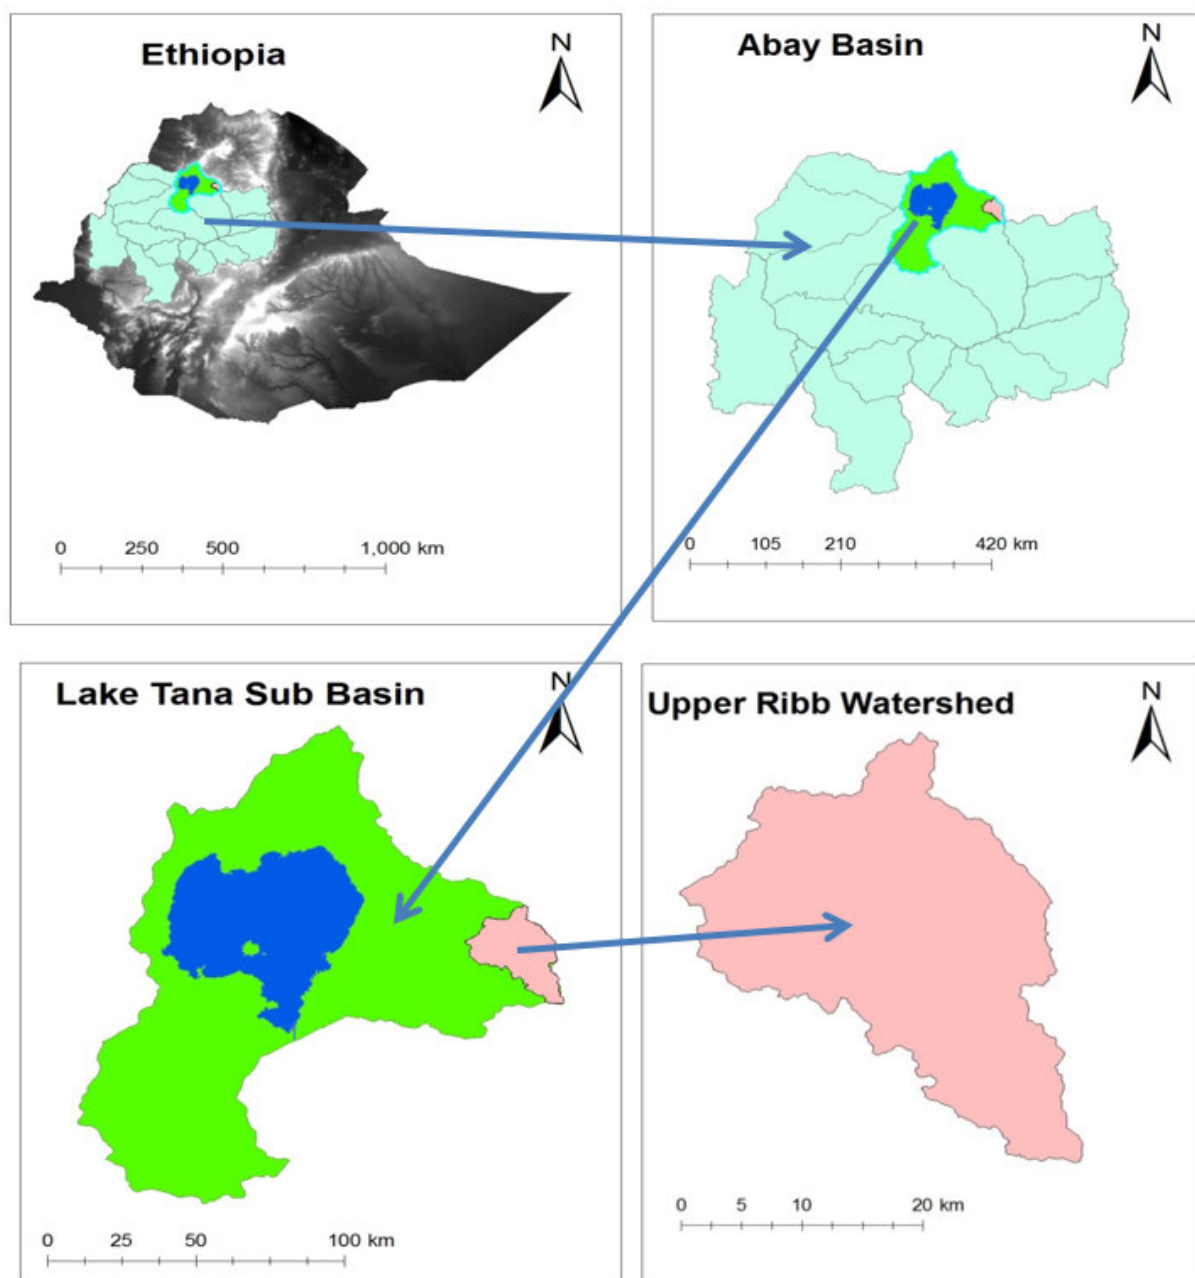 Ethiopia
N
0 250 500 1,000 km
Abay Basin
N
0 105 210 420 km
Lake Tana Sub Basin
N
0 25 50 100 km
Upper Ribb Watershed
N
0 5 10 20 km